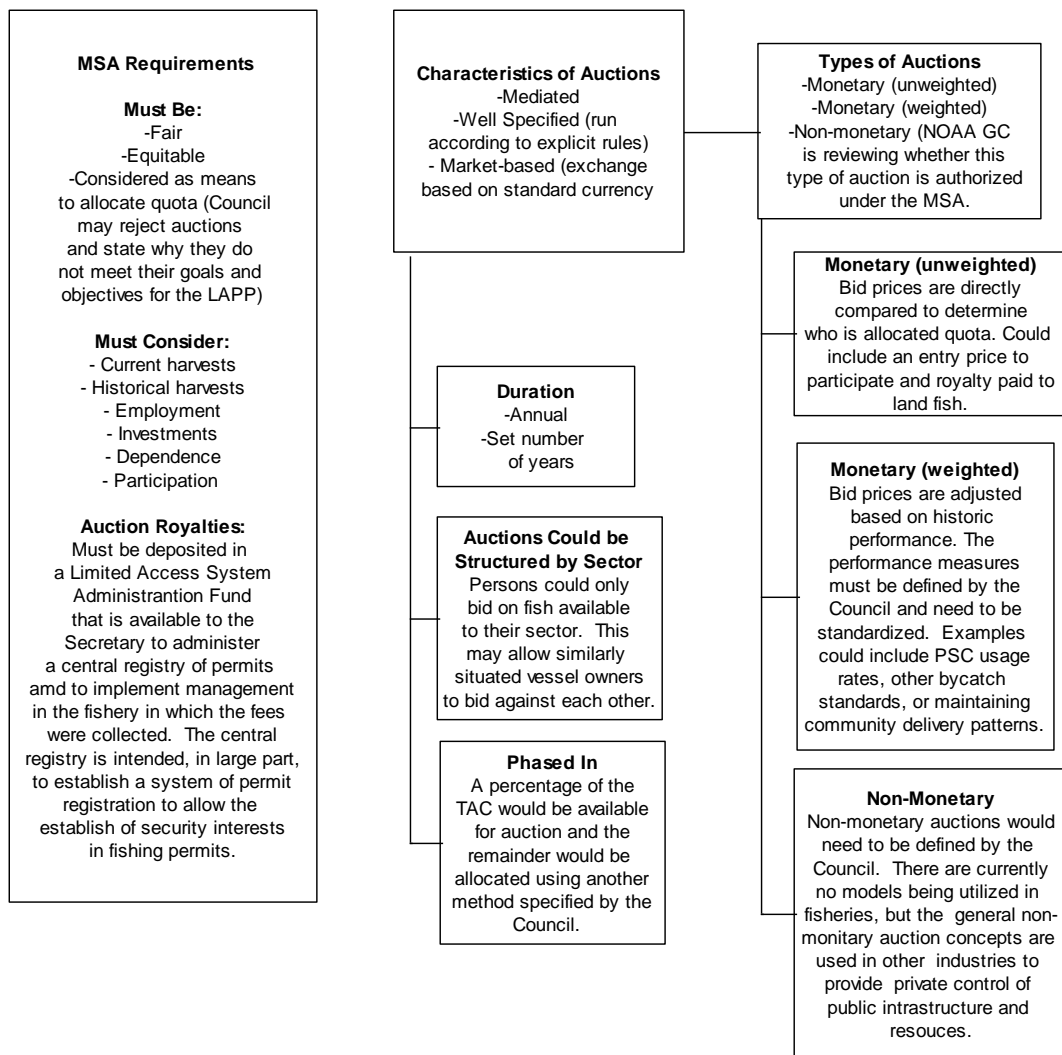 MSA Requirements
Must Be:
-Fair
-Equitable
-Considered as means
to allocate quota (Council
may reject auctions
and state why they do
not meet their goals and
objectives for the LAPP)
Must Consider:
- Current harvests
- Historical harvests
- Employment
- Investments
- Dependence
- Participation
Auction Royalties:
Must be deposited in
a Limited Access System
Administrantion Fund
that is available to the
Secretary to administer
a central registry of permits
amd to implement management
in the fishery in which the fees
were collected.  The central
registry is intended, in large part,
to establish a system of permit
registration to allow the
establish of security interests
in fishing permits.
Characteristics of Auctions
-Mediated
-Well Specified (run
according to explicit rules)
- Market-based (exchange
based on standard currency
Duration
-Annual
-Set number
of years
Auctions Could be
Structured by Sector
Persons could only
bid on fish available
to their sector.  This
may allow similarly
situated vessel owners
to bid against each other.
Phased In
A percentage of the
TAC would be available
for auction and the
remainder would be
allocated using another
method specified by the
Council.
Types of Auctions
-Monetary (unweighted)
-Monetary (weighted)
-Non-monetary (NOAA GC
is reviewing whether this
type of auction is authorized
under the MSA.
Monetary (unweighted)
Bid prices are directly
compared to determine
who is allocated quota. Could
include an entry price to
participate and royalty paid to
land fish.
Monetary (weighted)
Bid prices are adjusted
based on historic
performance. The
performance measures
must be defined by the
Council and need to be
standardized.  Examples
could include PSC usage
rates, other bycatch
standards, or maintaining
community delivery patterns.
Non-Monetary
Non-monetary auctions would
need to be defined by the
Council.  There are currently
no models being utilized in
fisheries, but the  general non-
monitary auction concepts are
used in other  industries to
provide  private control of
public intrastructure and
resouces.